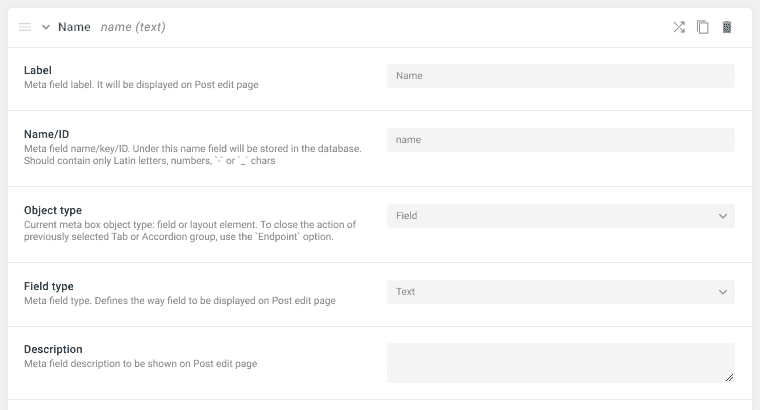 Name name (text)
Label
Meta field label. It will be displayed on Post edit page
Name
Name/ID
Meta field name/key/ID. Under this name field will be stored in the database.
Should contain only Latin letters, numbers, `-` or `_` chars
name
Object type
Current meta box object type: field or layout element. To close the action of
previously selected Tab or Accordion group, use the `Endpoint` option.
Field
Field type
Meta field type. Defines the way field to be displayed on Post edit page
Text
Description
Meta field description to be shown on Post edit page